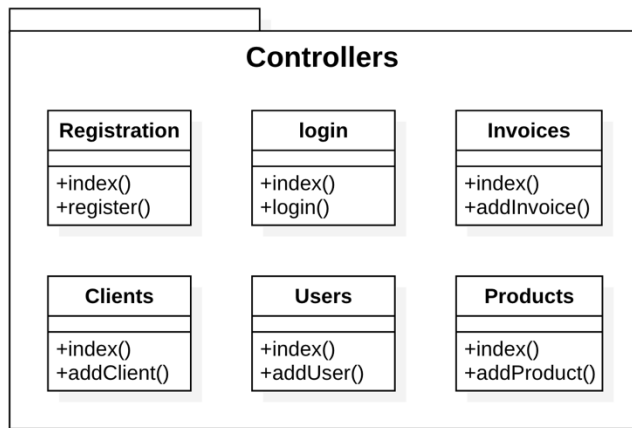 Controllers
Registration
+index()
+register()
login
+index()
+login()
Invoices
+index()
+addInvoice()
Clients
+index()
+addClient()
Users
+index()
+addUser()
Products
+index()
+addProduct()